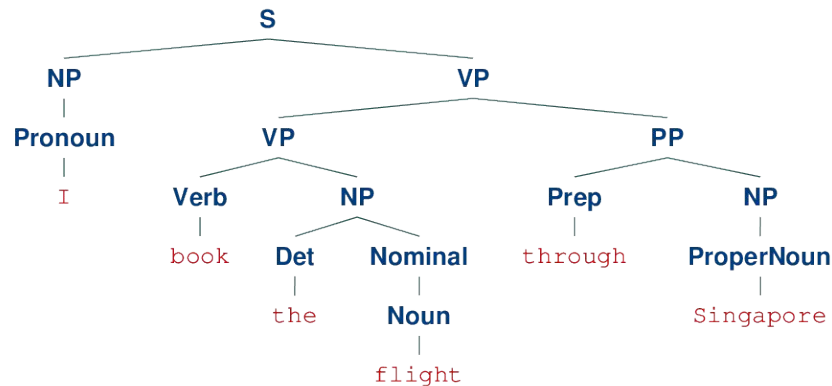 S
NP VP
Pronoun VP PP
I Verb NP Prep NP
book Det Nominal through ProperNoun
the Noun Singapore
flight